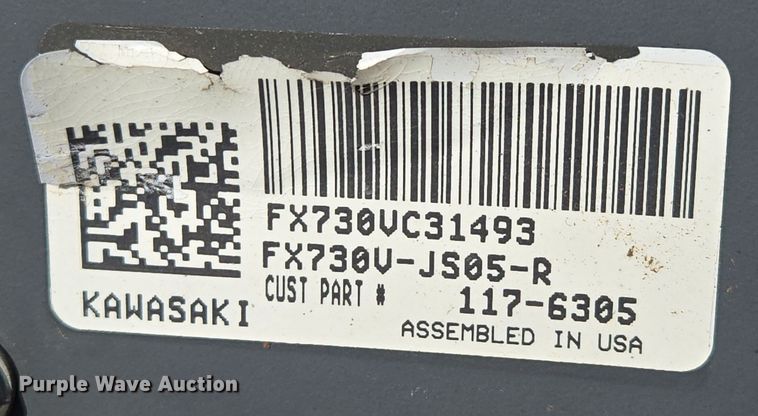 FX730VC31493
FX730V-JS05-R
CUST PART # 117-6305
KAWASAKI
ASSEMBLED IN USA
Purple Wave Auction